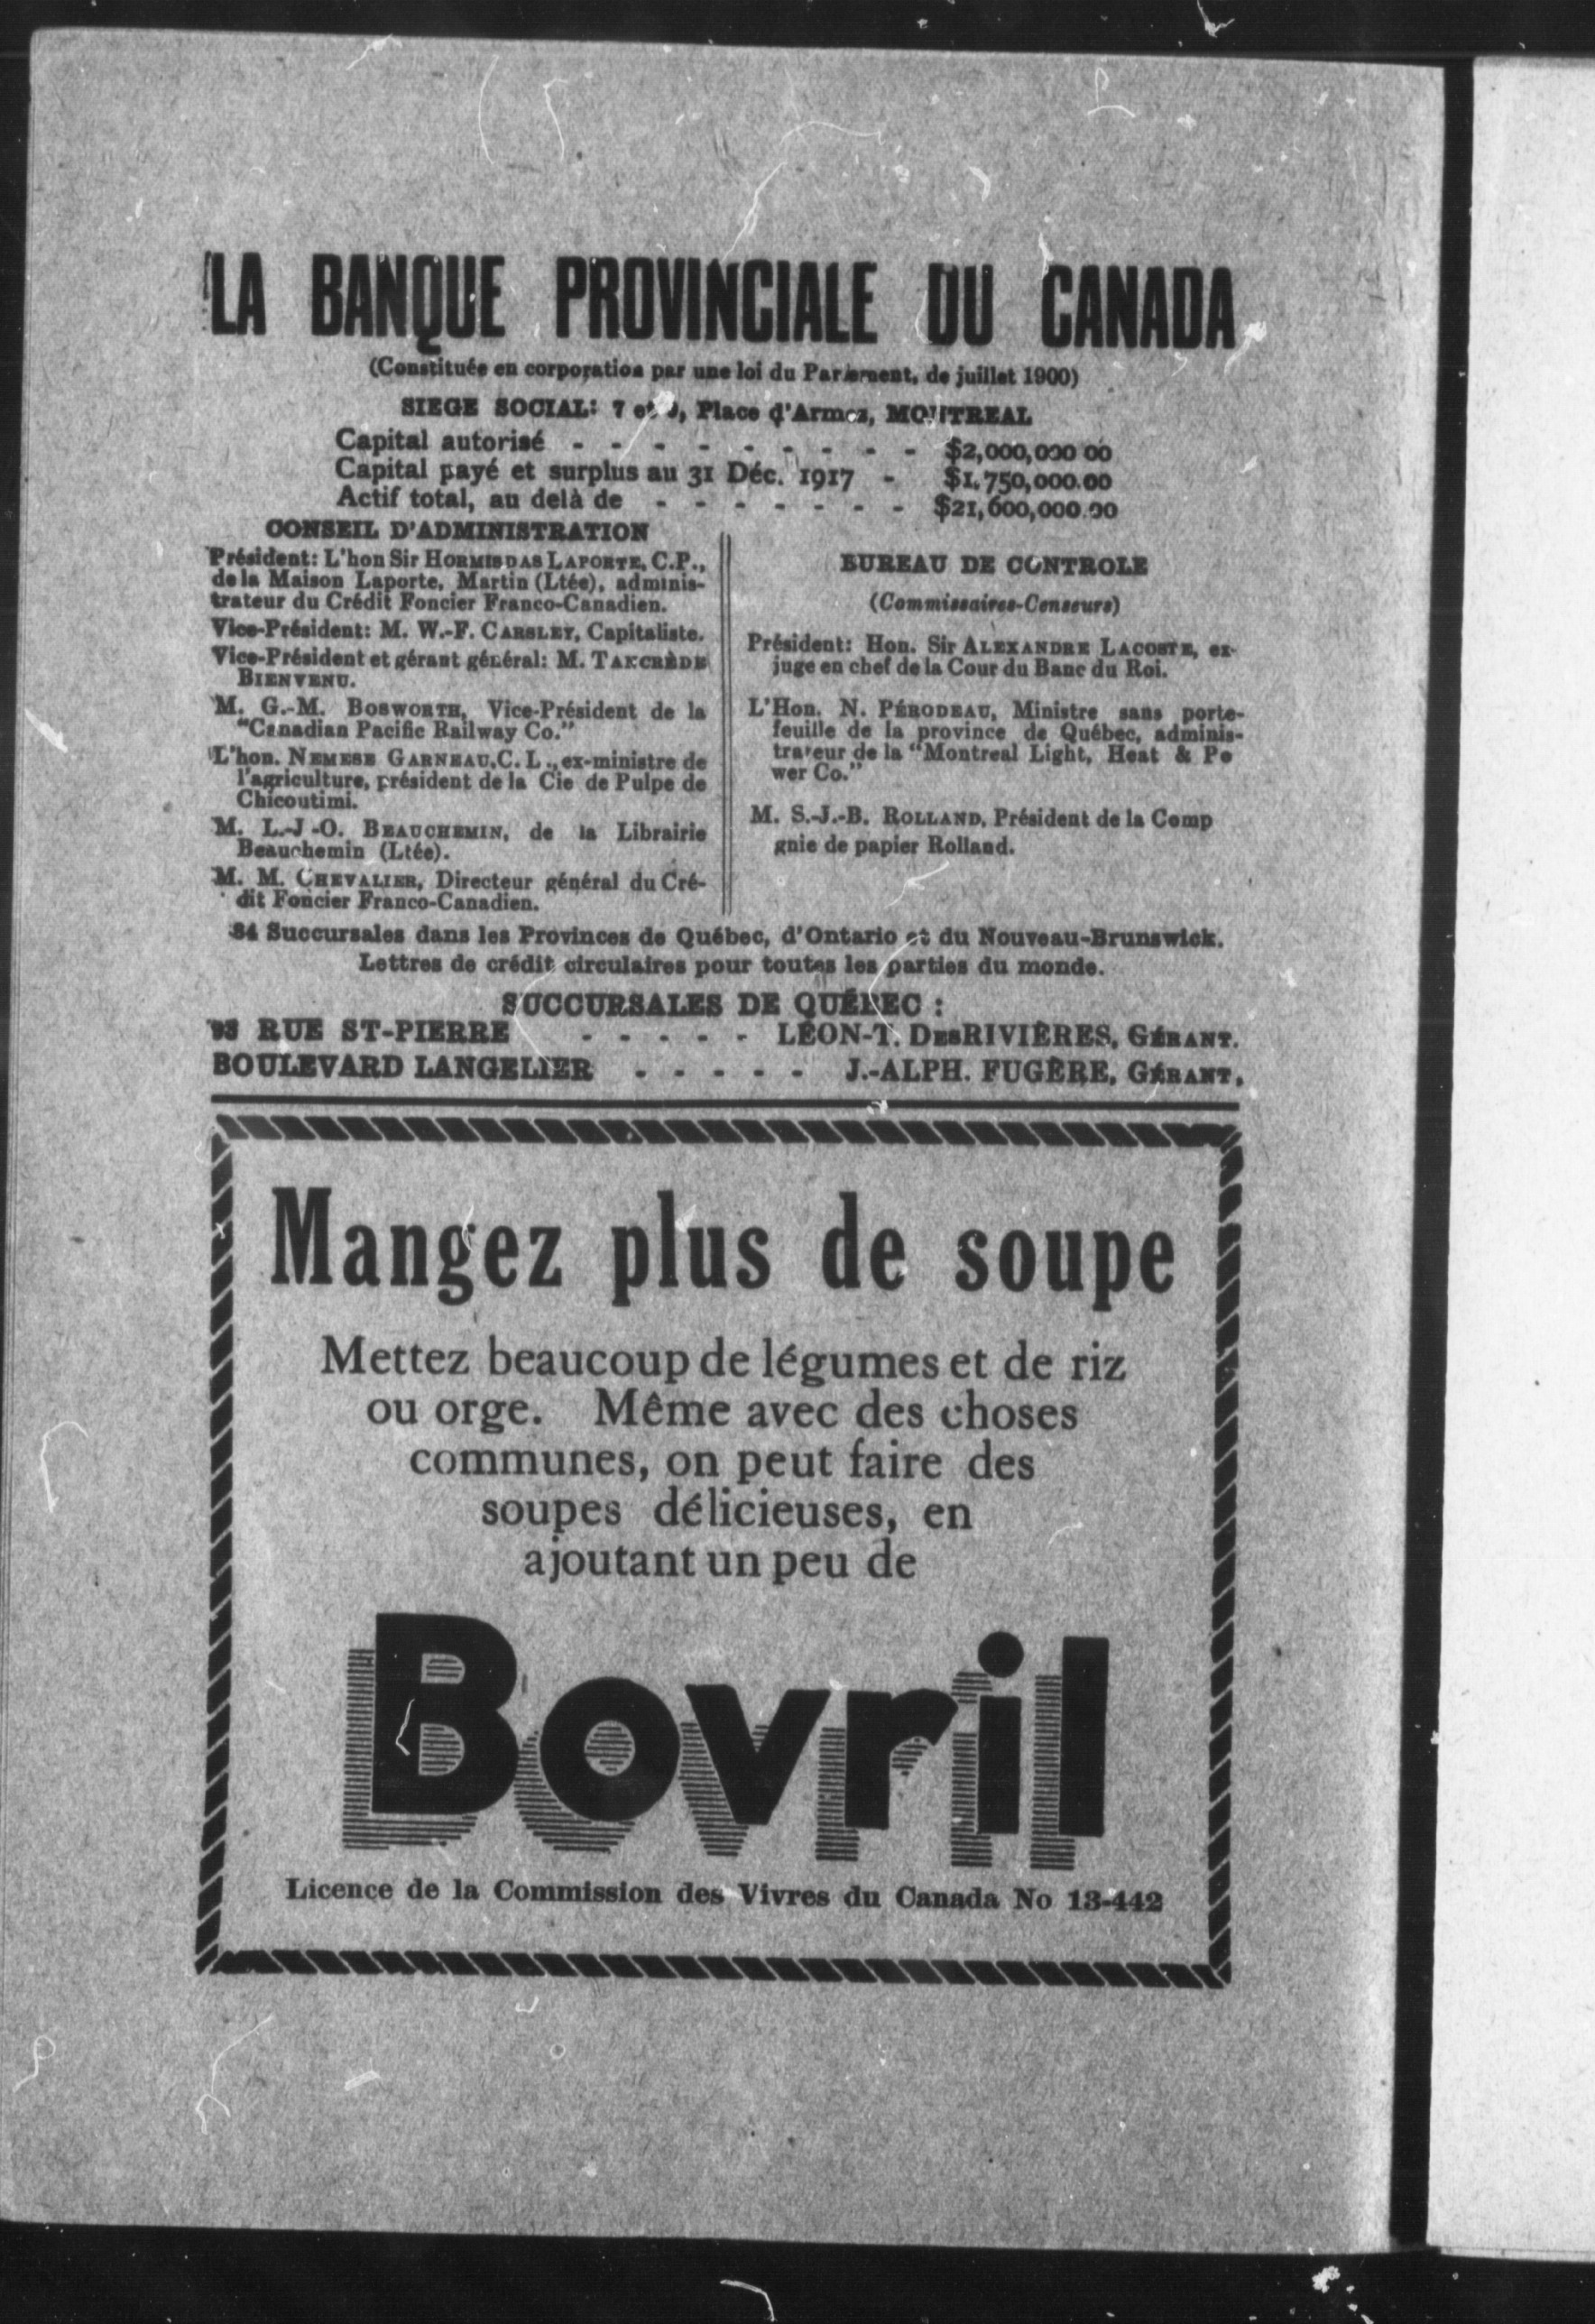 LA BANQUE PROVINCIALE DU CANADA
(Constituée en corporation par une loi du Parlement, de juillet 1900)
SIEGE SOCIAL: 7 et 9, Place d'Armes, MONTREAL
Capital autorisé - - - - - - - - - $2,000,000 00
Capital payé et surplus au 31 Déc. 1917 - $1,750,000.00
Actif total, au delà de - - - - - - - $21,600,000.00
CONSEIL D'ADMINISTRATION
Président: L'hon Sir HORMISDAS LAPORTE, C.P.,
de la Maison Laporte, Martin (Ltée), adminis-
trateur du Crédit Foncier Franco-Canadien.
Vice-Président: M. W.-F. CARSLEY, Capitaliste.
Vice-Président et gérant général: M. TANCRÈDE
BIENVENU.
M. G.-M. BOSWORTH, Vice-Président de la
"Canadian Pacific Railway Co."
L'hon. NEMESE GARNEAU, C. L., ex-ministre de
l'agriculture, président de la Cie de Pulpe de
Chicoutimi.
M. L.-J-O. BEAUCHEMIN, de la Librairie
Beauchemin (Ltée).
M. M. CHEVALIER, Directeur général du Cré-
dit Foncier Franco-Canadien.
BUREAU DE CONTROLE
(Commissaires-Censeurs)
Président: Hon. Sir ALEXANDRE LACOSTE, ex-
juge en chef de la Cour du Banc du Roi.
L'Hon. N. PÉRODEAU, Ministre sans porte-
feuille de la province de Québec, adminis-
trateur de la "Montreal Light, Heat & Po
wer Co."
M. S.-J.-B. ROLLAND, Président de la Comp
gnie de papier Rolland.
84 Succursales dans les Provinces de Québec, d'Ontario et du Nouveau-Brunswick.
Lettres de crédit circulaires pour toutes les parties du monde.
SUCCURSALES DE QUÉBEC :
93 RUE ST-PIERRE - - - - - LÉON-T. DESRIVIÈRES, GÉRANT.
BOULEVARD LANGELIER - - - - - J.-ALPH. FUGÈRE, GÉRANT.
Mangez plus de soupe
Mettez beaucoup de légumes et de riz
ou orge. Même avec des choses
communes, on peut faire des
soupes délicieuses, en
ajoutant un peu de
Bovril
Licence de la Commission des Vivres du Canada No 13-442